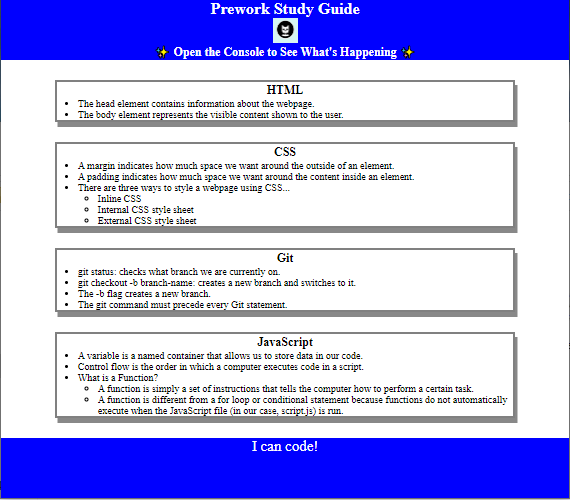 Prework Study Guide
✨ Open the Console to See What's Happening ✨
HTML
• The head element contains information about the webpage.
• The body element represents the visible content shown to the user.
CSS
• A margin indicates how much space we want around the outside of an element.
• A padding indicates how much space we want around the content inside an element.
• There are three ways to style a webpage using CSS...
◦ Inline CSS
◦ Internal CSS style sheet
◦ External CSS style sheet
Git
• git status: checks what branch we are currently on.
• git checkout -b branch-name: creates a new branch and switches to it.
• The -b flag creates a new branch.
• The git command must precede every Git statement.
JavaScript
• A variable is a named container that allows us to store data in our code.
• Control flow is the order in which a computer executes code in a script.
• What is a Function?
◦ A function is simply a set of instructions that tells the computer how to perform a certain task.
◦ A function is different from a for loop or conditional statement because functions do not automatically
execute when the JavaScript file (in our case, script.js) is run.
I can code!